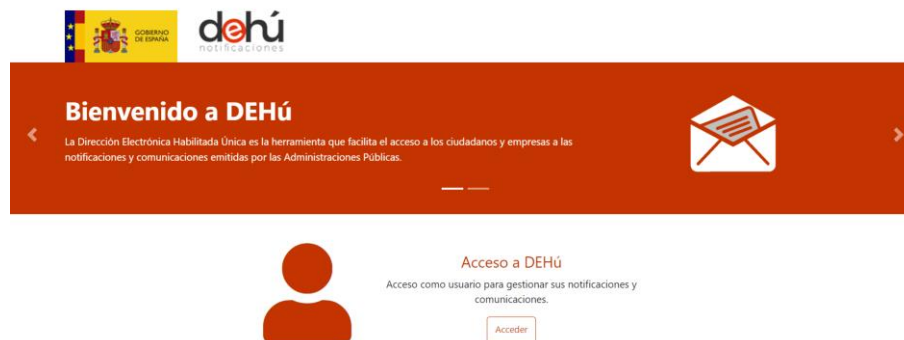 GOBIERNO
DE ESPAÑA
dehú
notificaciones
Bienvenido a DEHú
La Dirección Electrónica Habilitada Única es la herramienta que facilita el acceso a los ciudadanos y empresas a las
notificaciones y comunicaciones emitidas por las Administraciones Públicas.
Acceso a DEHú
Acceso como usuario para gestionar sus notificaciones y
comunicaciones.
Acceder